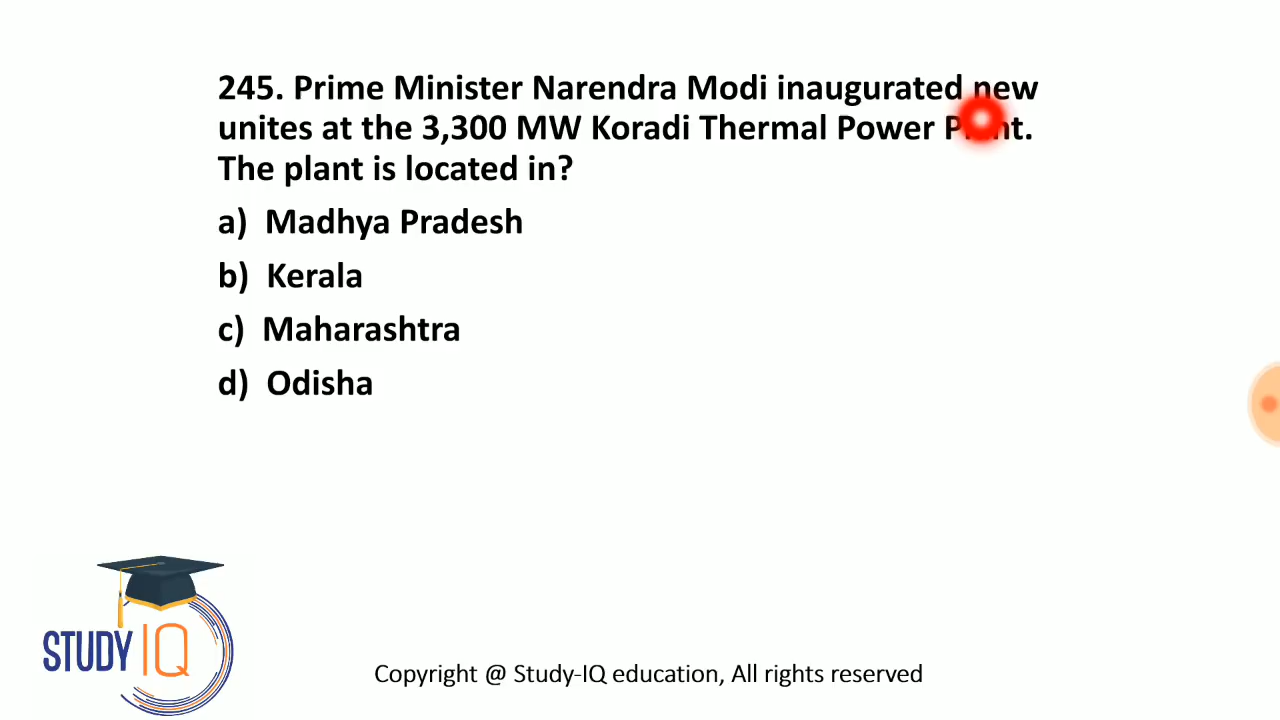 245. Prime Minister Narendra Modi inaugurated new
unites at the 3,300 MW Koradi Thermal Power Plant.
The plant is located in?
a) Madhya Pradesh
b) Kerala
c) Maharashtra
d) Odisha
STUDY IQ
Copyright @ Study-IQ education, All rights reserved